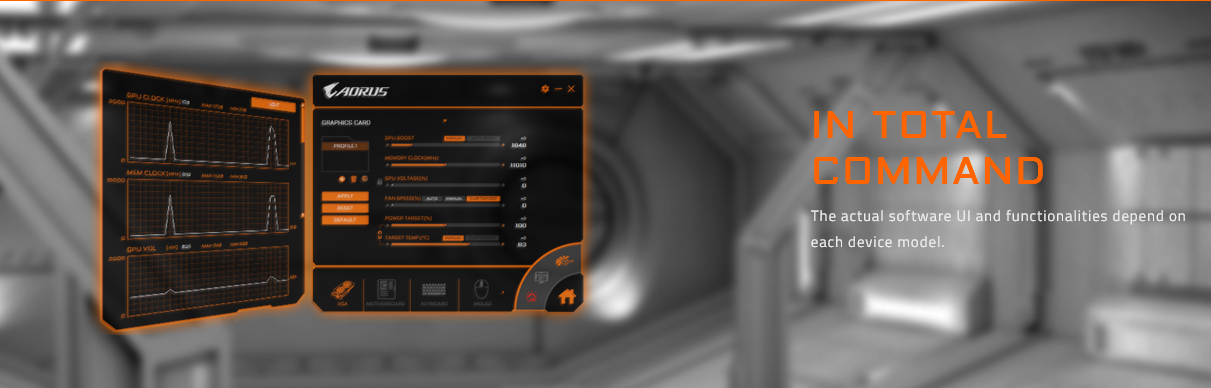 GPU CLOCK
MEM CLOCK
GPU VOL
AORUS
GRAPHICS CARD
PROFILE 1
APPLY
RESET
DEFAULT
GPU BOOST
1840
MEMORY CLOCK(MHz)
11010
GPU VOLTAGE(%)
0
FAN SPEED(%) AUTO MANUAL
0
POWER TARGET(%)
100
TARGET TEMP(°C)
83
VGA
MOTHERBOARD
KEYBOARD
MOUSE
IN TOTAL
COMMAND
The actual software UI and functionalities depend on
each device model.